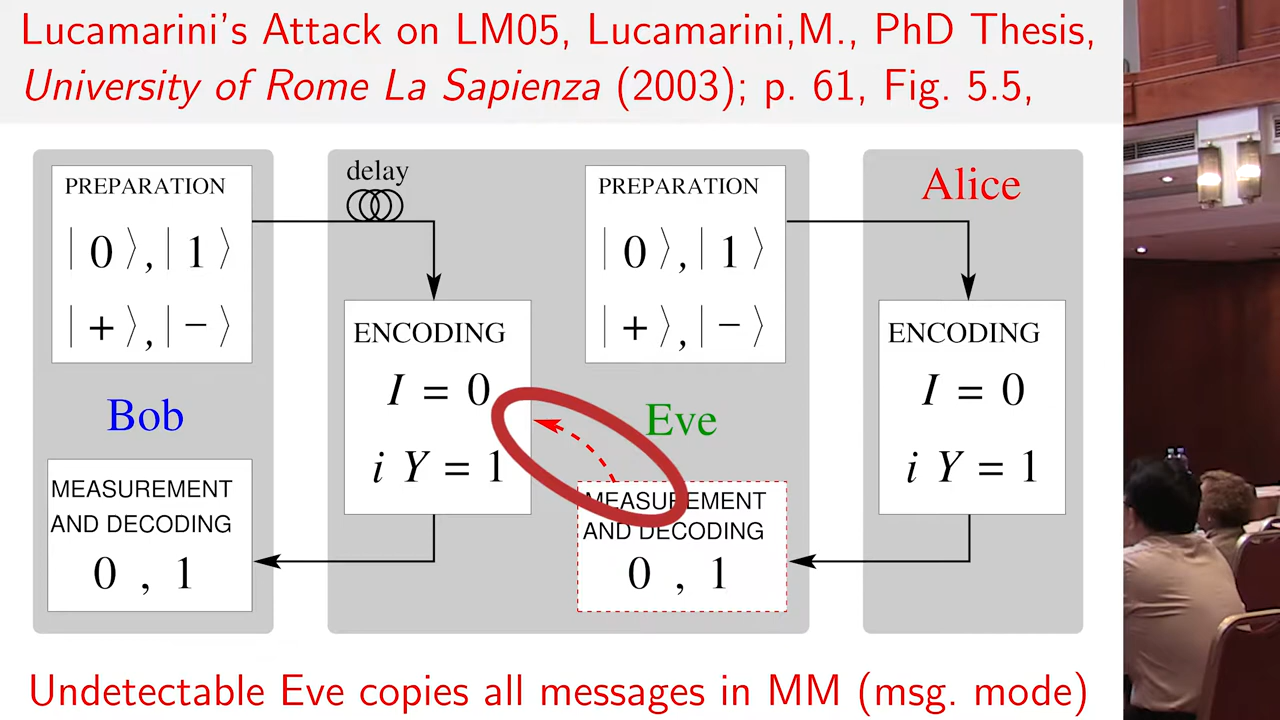 Lucamarini's Attack on LM05, Lucamarini,M., PhD Thesis,
University of Rome La Sapienza (2003); p. 61, Fig. 5.5,
PREPARATION
| 0 ⟩, | 1 ⟩
| + ⟩, | − ⟩
Bob
MEASUREMENT
AND DECODING
0 , 1
delay
ENCODING
I = 0
i Y = 1
PREPARATION
| 0 ⟩, | 1 ⟩
| + ⟩, | − ⟩
Eve
MEASUREMENT
AND DECODING
0 , 1
Alice
ENCODING
I = 0
i Y = 1
Undetectable Eve copies all messages in MM (msg. mode)